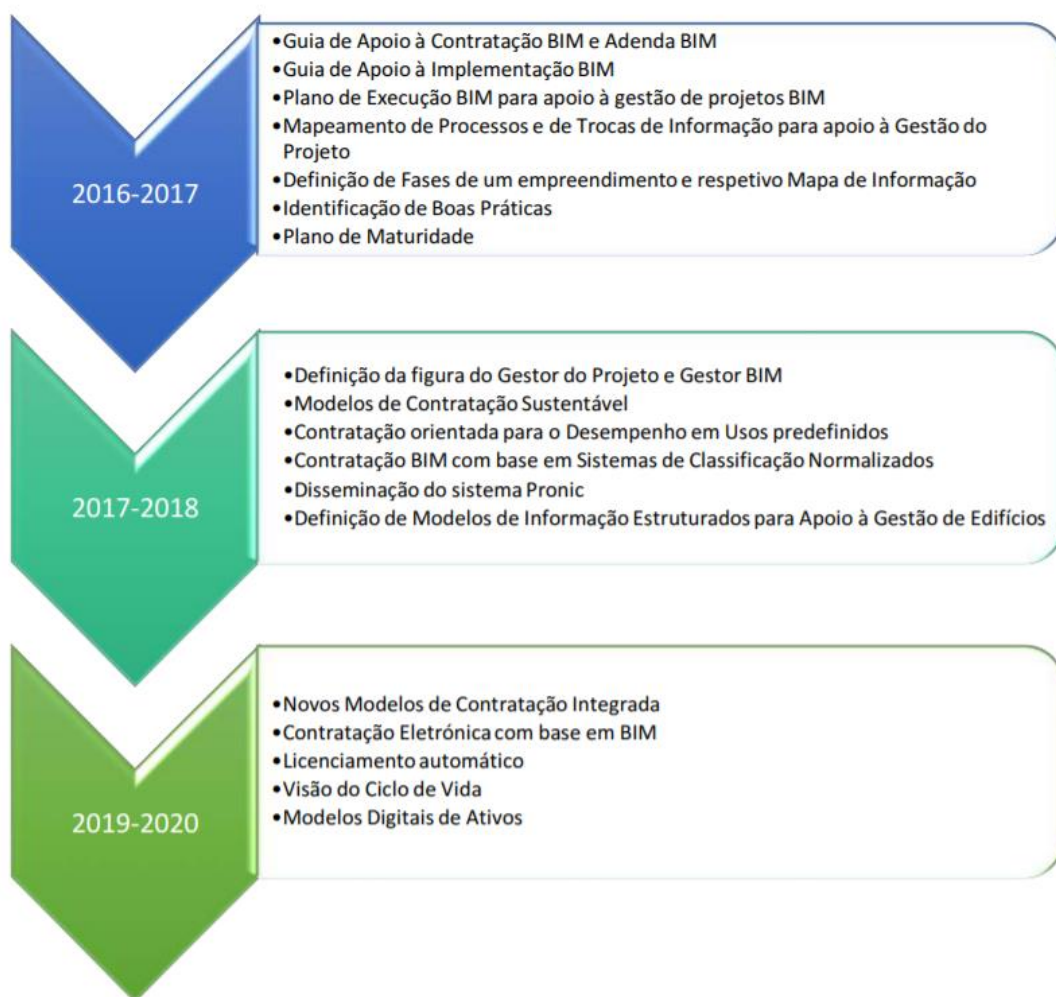 2016-2017
•Guia de Apoio à Contratação BIM e Adenda BIM
•Guia de Apoio à Implementação BIM
•Plano de Execução BIM para apoio à gestão de projetos BIM
•Mapeamento de Processos e de Trocas de Informação para apoio à Gestão do
Projeto
•Definição de Fases de um empreendimento e respetivo Mapa de Informação
•Identificação de Boas Práticas
•Plano de Maturidade
2017-2018
•Definição da figura do Gestor do Projeto e Gestor BIM
•Modelos de Contratação Sustentável
•Contratação orientada para o Desempenho em Usos predefinidos
•Contratação BIM com base em Sistemas de Classificação Normalizados
•Disseminação do sistema Pronic
•Definição de Modelos de Informação Estruturados para Apoio à Gestão de Edifícios
2019-2020
•Novos Modelos de Contratação Integrada
•Contratação Eletrónica com base em BIM
•Licenciamento automático
•Visão do Ciclo de Vida
•Modelos Digitais de Ativos